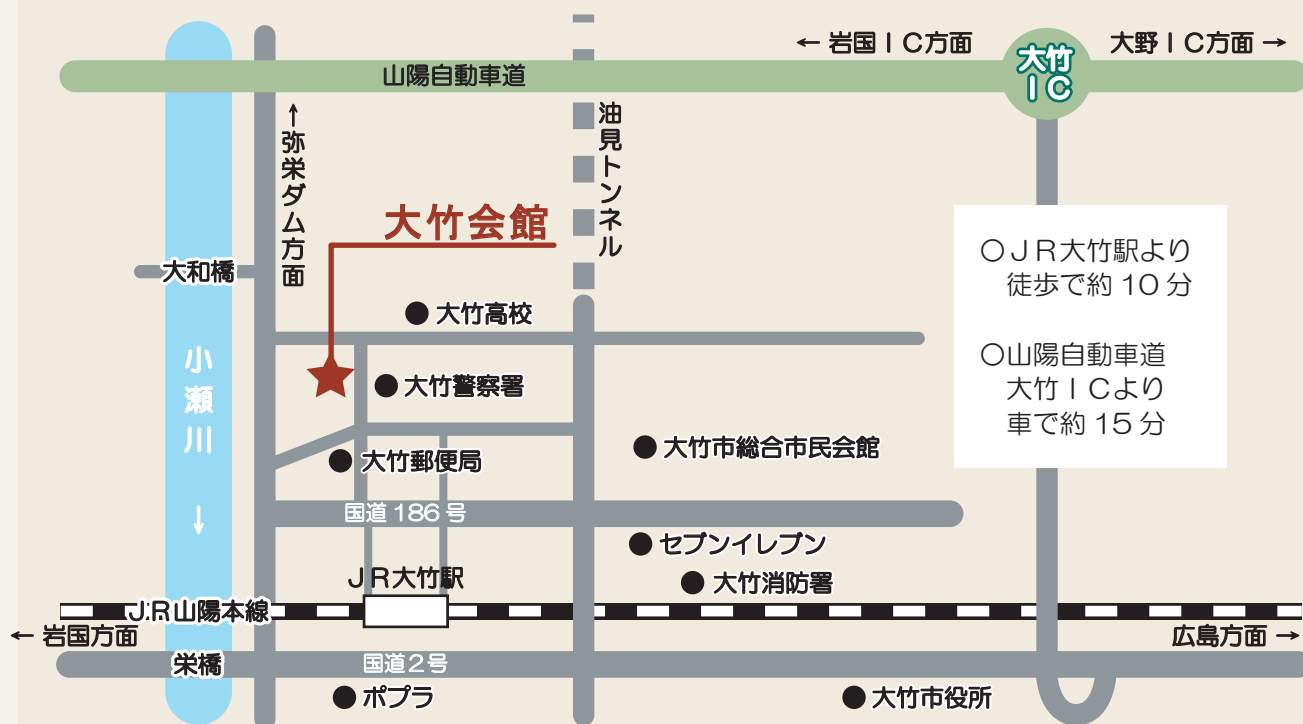 ← 岩国IC方面
大竹
IC
大野IC方面 →
山陽自動車道
←弥栄ダム方面
油見トンネル
大竹会館
大和橋
○JR大竹駅より
徒歩で約10分
○山陽自動車道
大竹ICより
車で約15分
大竹高校
小瀬川 ↓
大竹警察署
大竹市総合市民会館
大竹郵便局
国道186号
セブンイレブン
JR大竹駅
大竹消防署
JR山陽本線
← 岩国方面
広島方面 →
栄橋
国道2号
ポプラ
大竹市役所